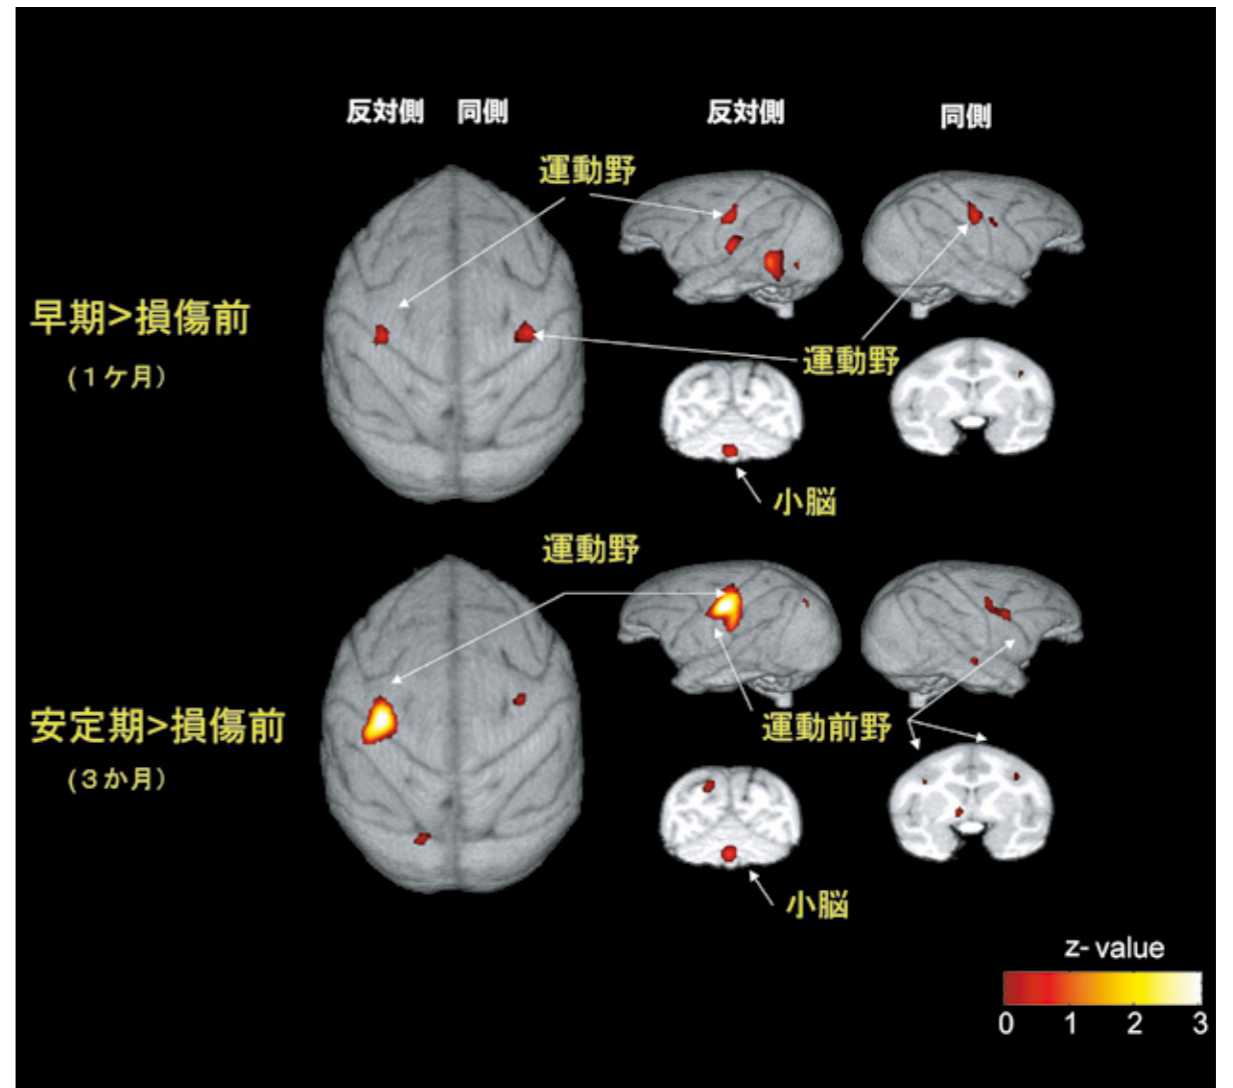 反対側 同側 反対側 同側
運動野
早期>損傷前
(1ケ月)
運動野
小脳
運動野
安定期>損傷前
(3か月)
運動前野
小脳
z- value
0 1 2 3